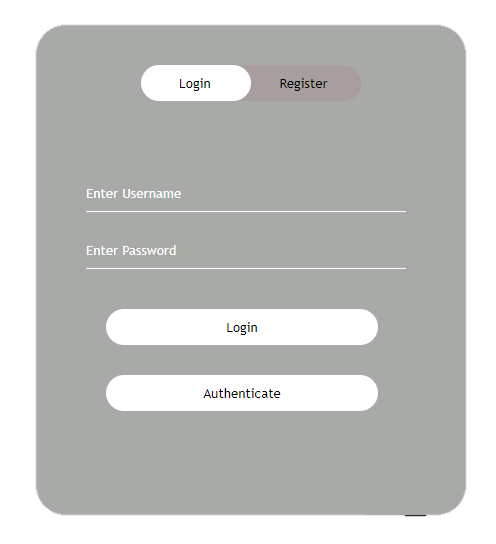 Login Register
Enter Username
Enter Password
Login
Authenticate